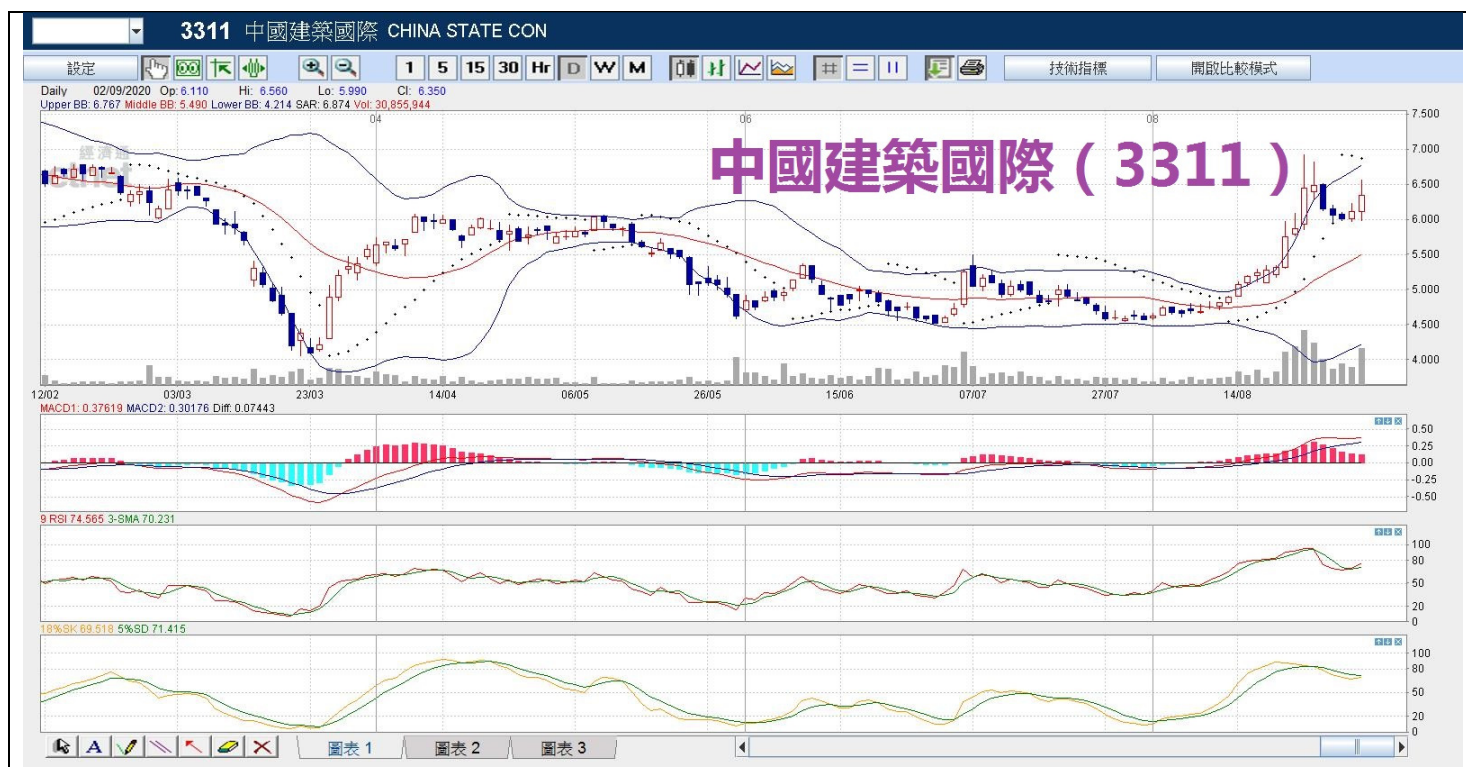 3311 中國建築國際 CHINA STATE CON
設定 1 5 15 30 Hr D W M 技術指標 開啟比較模式
Daily 02/09/2020 Op: 6.110 Hi: 6.560 Lo: 5.990 Cl: 6.350
Upper BB: 6.767 Middle BB: 5.490 Lower BB: 4.214 SAR: 6.874 Vol: 30,855,944
04 06 08
7.500
經濟通
etnet
中國建築國際（3311）
7.000
6.500
6.000
5.500
5.000
4.500
4.000
12/02 03/03 23/03 14/04 06/05 26/05 15/06 07/07 27/07 14/08
MACD1: 0.37619 MACD2: 0.30176 Diff: 0.07443
0.50
0.25
0.00
-0.25
-0.50
9 RSI 74.565 3-SMA 70.231
100
80
50
20
0
18%SK 69.518 5%SD 71.415
100
80
50
20
0
A 圖表 1 圖表 2 圖表 3